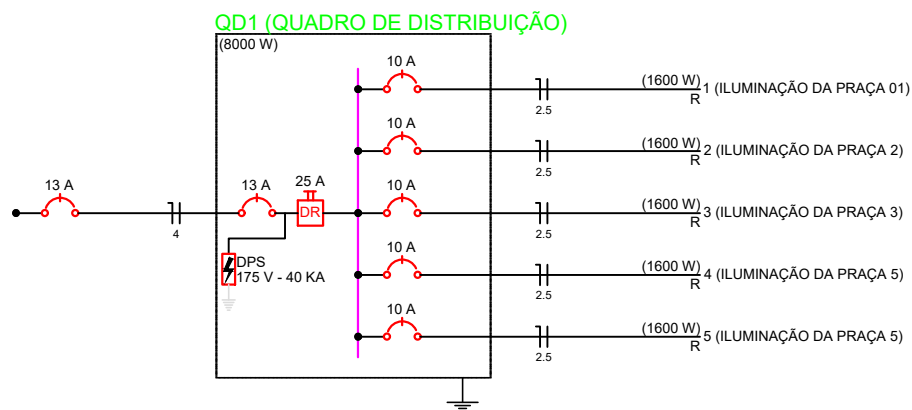 QD1 (QUADRO DE DISTRIBUIÇÃO)
(8000 W)
10 A
2.5
(1600 W)
R
1 (ILUMINAÇÃO DA PRAÇA 01)
10 A
2.5
(1600 W)
R
2 (ILUMINAÇÃO DA PRAÇA 2)
13 A
4
13 A
25 A
DR
10 A
2.5
(1600 W)
R
3 (ILUMINAÇÃO DA PRAÇA 3)
DPS
175 V - 40 KA
10 A
2.5
(1600 W)
R
4 (ILUMINAÇÃO DA PRAÇA 5)
10 A
2.5
(1600 W)
R
5 (ILUMINAÇÃO DA PRAÇA 5)